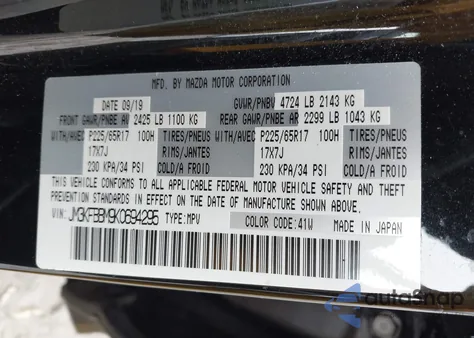 MFD. BY MAZDA MOTOR CORPORATION
DATE 09/19 GVWR/PNBV 4724 LB 2143 KG
FRONT GAWR/PNBE AV 2425 LB 1100 KG REAR GAWR/PNBE AR 2299 LB 1043 KG
WITH/AVEC P225/65R17 100H TIRES/PNEUS WITH/AVEC P225/65R17 100H TIRES/PNEUS
17X7J RIMS/JANTES 17X7J RIMS/JANTES
230 KPA/34 PSI COLD/A FROID 230 KPA/34 PSI COLD/A FROID
THIS VEHICLE CONFORMS TO ALL APPLICABLE FEDERAL MOTOR VEHICLE SAFETY, BUMPER, AND THEFT
PREVENTION STANDARDS IN EFFECT ON THE DATE OF MANUFACTURE SHOWN ABOVE.
VIN: JM3KFBBM9K0694295 TYPE: MPV COLOR CODE: 41W MADE IN JAPAN
autosnap